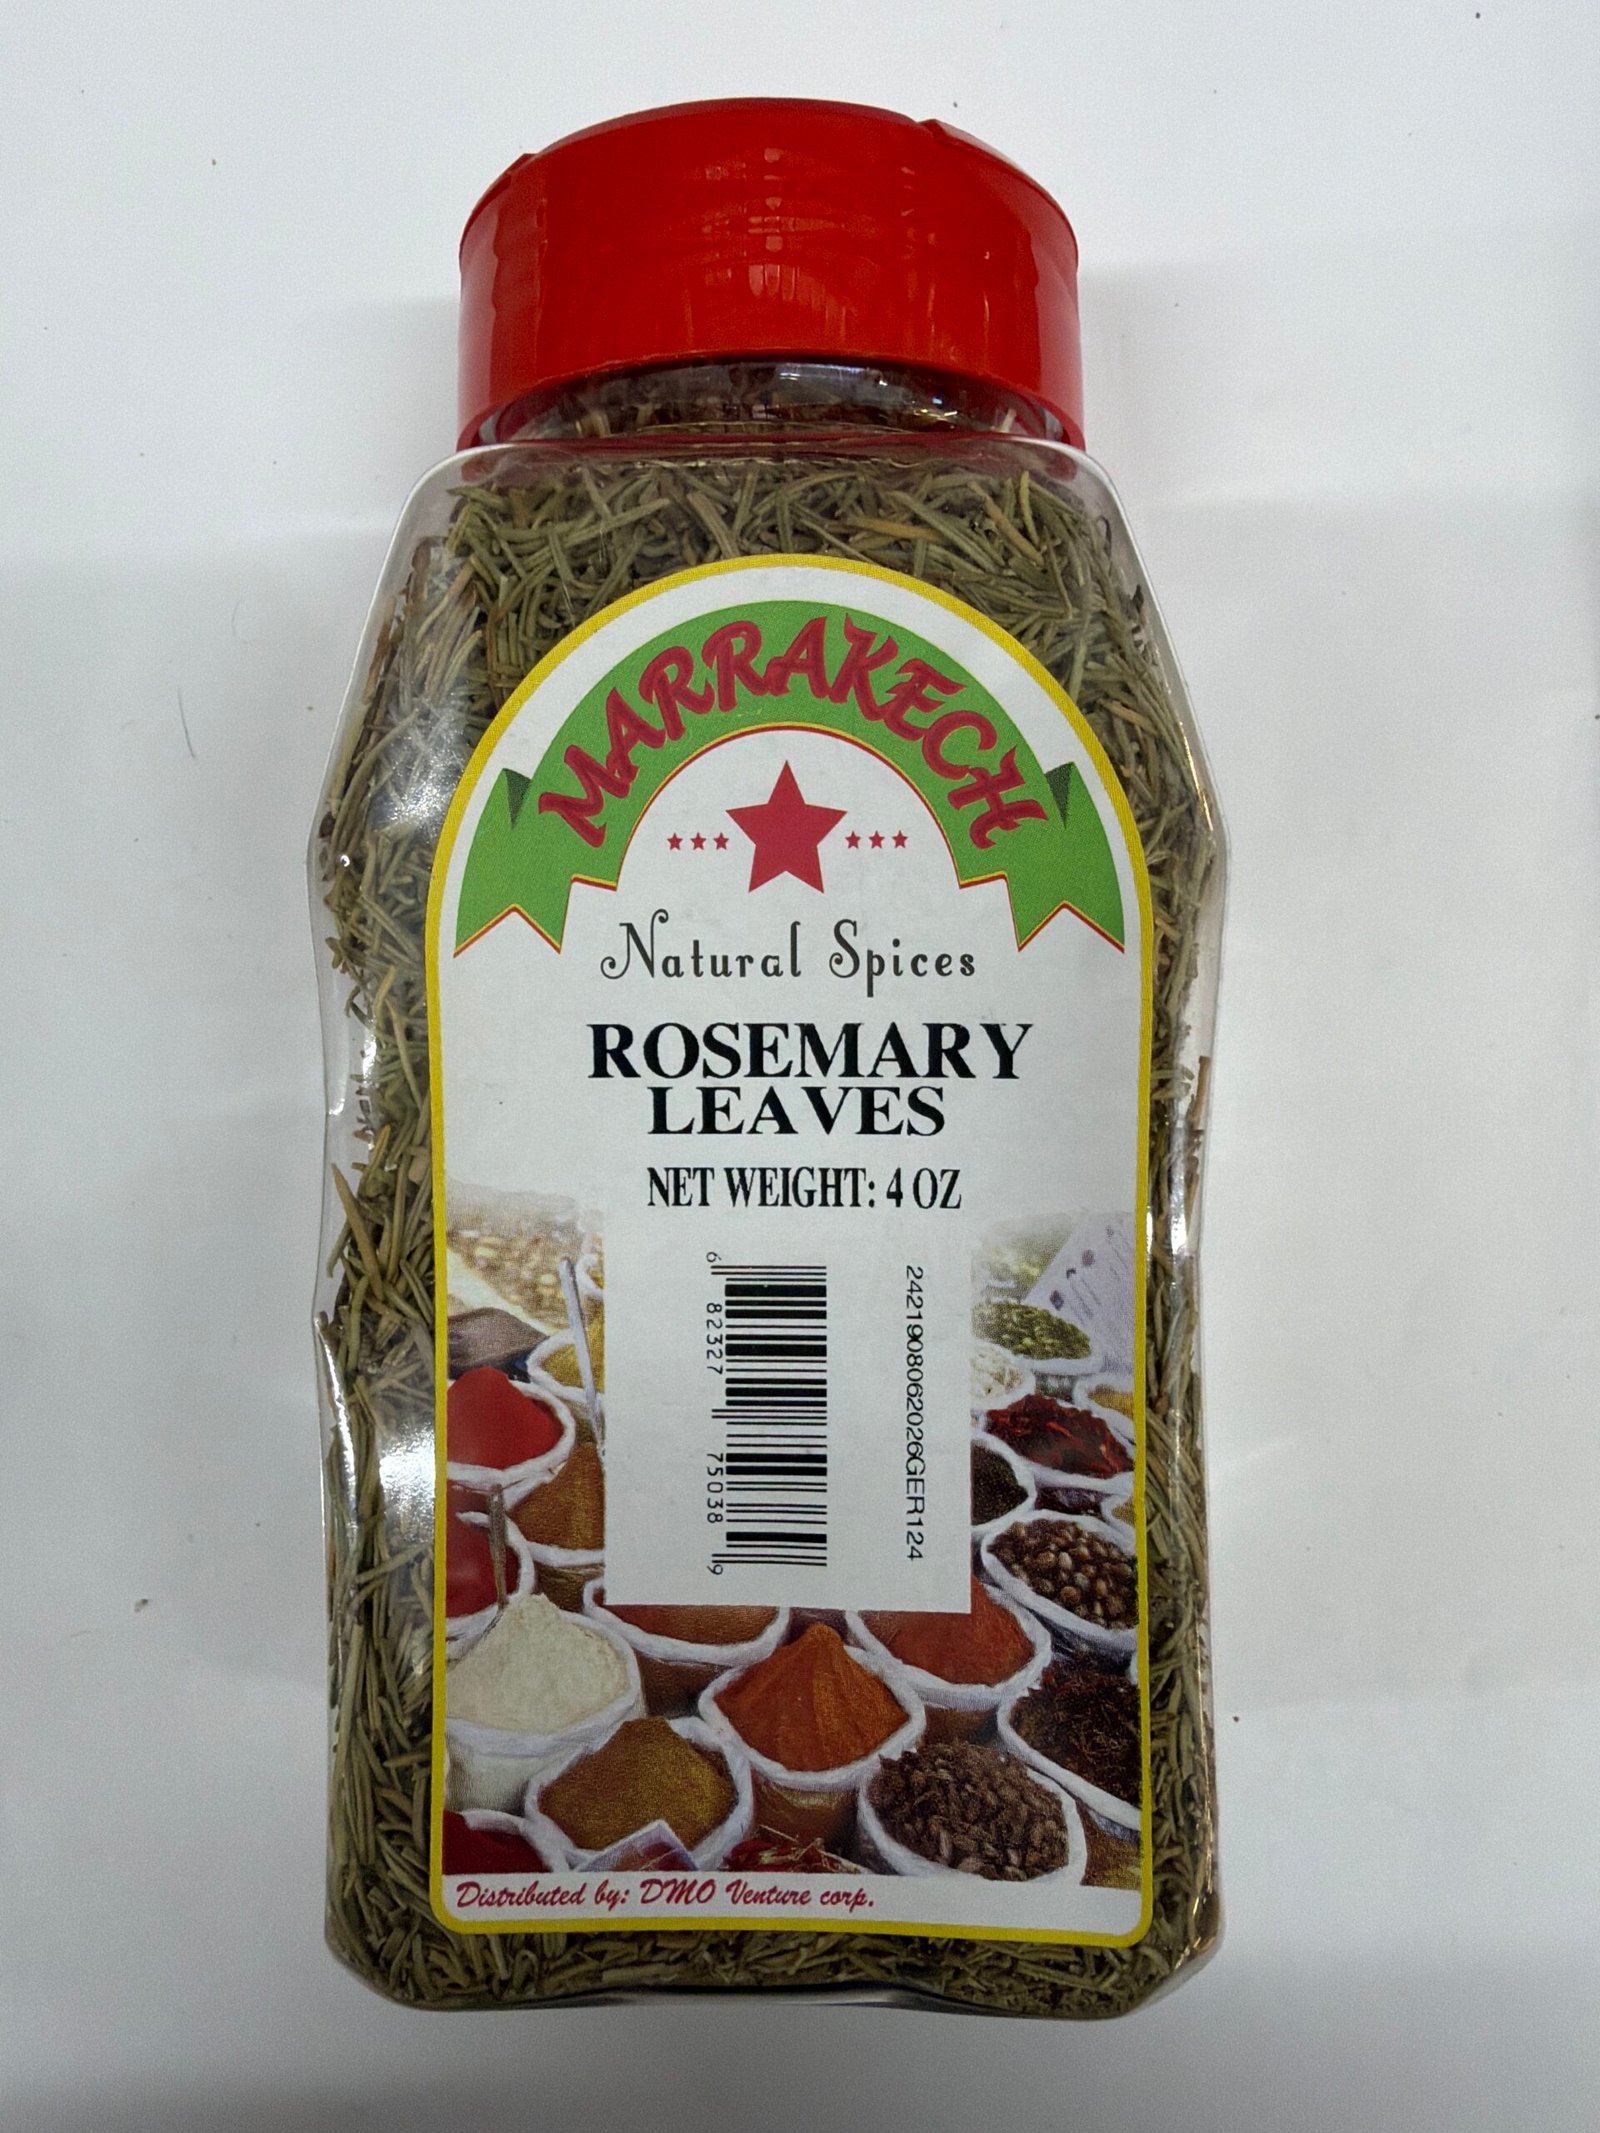 MARRAKECH
Natural Spices
ROSEMARY
LEAVES
NET WEIGHT: 4 OZ
6 82327 75038 9
2421908062026GER124
Distributed by: DMO Venture corp.